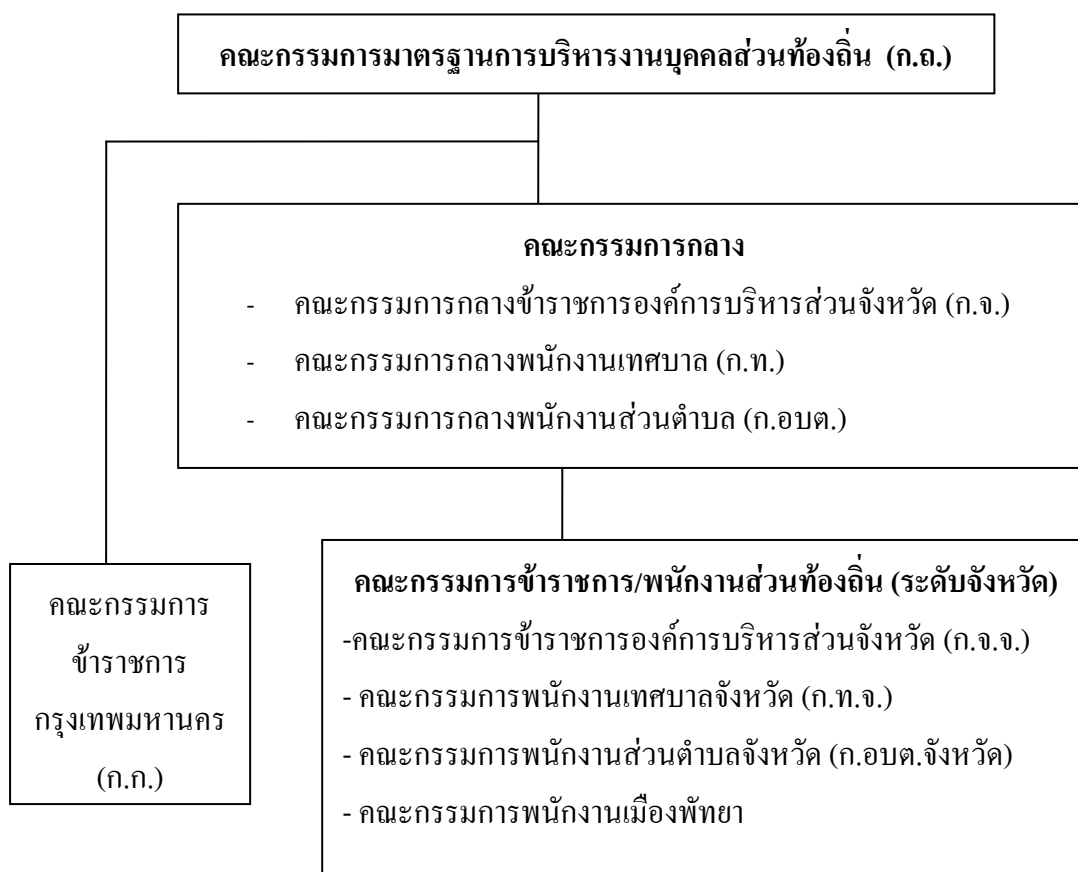 คณะกรรมการมาตรฐานการบริหารงานบุคคลส่วนท้องถิ่น (ก.ถ.)
คณะกรรมการกลาง
- คณะกรรมการกลางข้าราชการองค์การบริหารส่วนจังหวัด (ก.จ.)
- คณะกรรมการกลางพนักงานเทศบาล (ก.ท.)
- คณะกรรมการกลางพนักงานส่วนตำบล (ก.อบต.)
คณะกรรมการ
ข้าราชการ
กรุงเทพมหานคร
(ก.ก.)
คณะกรรมการข้าราชการ/พนักงานส่วนท้องถิ่น (ระดับจังหวัด)
-คณะกรรมการข้าราชการองค์การบริหารส่วนจังหวัด (ก.จ.จ.)
- คณะกรรมการพนักงานเทศบาลจังหวัด (ก.ท.จ.)
- คณะกรรมการพนักงานส่วนตำบลจังหวัด (ก.อบต.จังหวัด)
- คณะกรรมการพนักงานเมืองพัทยา